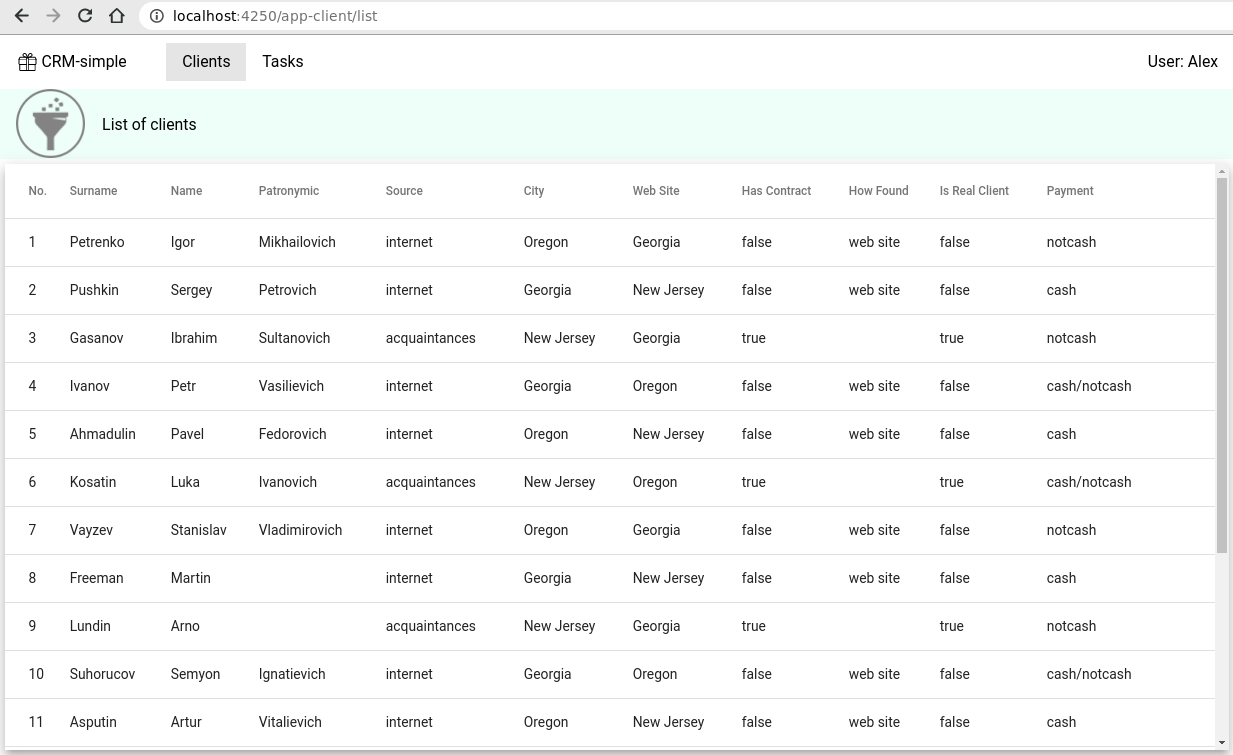 localhost:4250/app-client/list
CRM-simple Clients Tasks User: Alex
List of clients
No. Surname Name Patronymic Source City Web Site Has Contract How Found Is Real Client Payment
1 Petrenko Igor Mikhailovich internet Oregon Georgia false web site false notcash
2 Pushkin Sergey Petrovich internet Georgia New Jersey false web site false cash
3 Gasanov Ibrahim Sultanovich acquaintances New Jersey Georgia true true notcash
4 Ivanov Petr Vasilievich internet Georgia Oregon false web site false cash/notcash
5 Ahmadulin Pavel Fedorovich internet Oregon New Jersey false web site false cash
6 Kosatin Luka Ivanovich acquaintances New Jersey Oregon true true cash/notcash
7 Vayzev Stanislav Vladimirovich internet Oregon Georgia false web site false notcash
8 Freeman Martin internet Georgia New Jersey false web site false cash
9 Lundin Arno acquaintances New Jersey Georgia true true notcash
10 Suhorucov Semyon Ignatievich internet Georgia Oregon false web site false cash/notcash
11 Asputin Artur Vitalievich internet Oregon New Jersey false web site false cash